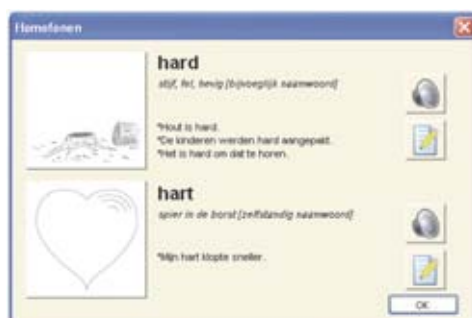 Homofonen
hard
stijf, fel, hevig [bijvoeglijk naamwoord]
*Hout is hard.
*De kinderen werden hard aangepakt.
*Het is hard om dat te horen.
hart
spier in de borst [zelfstandig naamwoord]
*Mijn hart klopte sneller.
OK